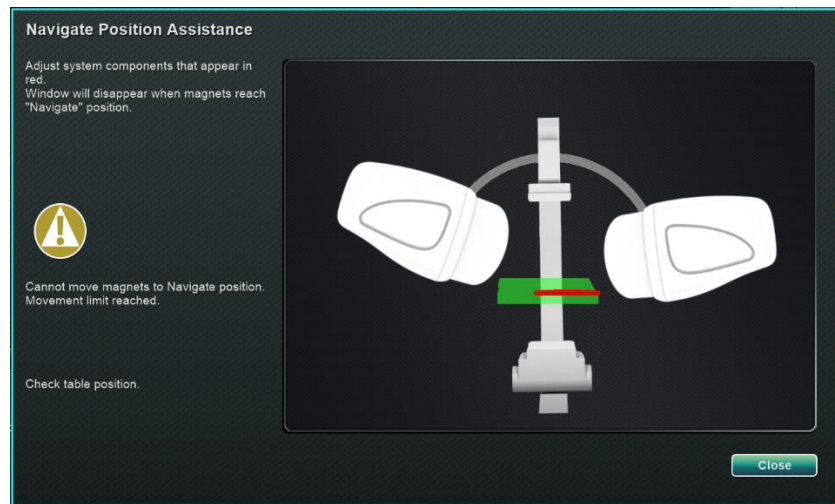 Navigate Position Assistance
Adjust system components that appear in
red.
Window will disappear when magnets reach
"Navigate" position.
Cannot move magnets to Navigate position.
Movement limit reached.
Check table position.
Close